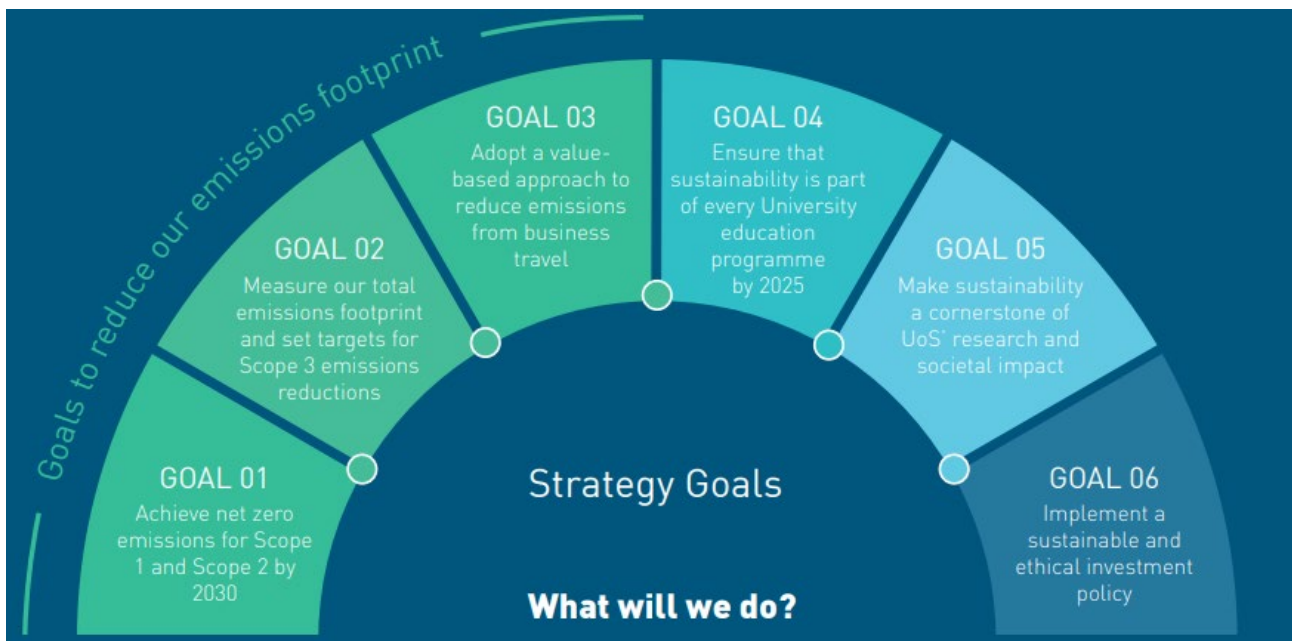 Goals to reduce our emissions footprint
GOAL 01
Achieve net zero
emissions for Scope
1 and Scope 2 by
2030
GOAL 02
Measure our total
emissions footprint
and set targets for
Scope 3 emissions
reductions
GOAL 03
Adopt a value-
based approach to
reduce emissions
from business
travel
GOAL 04
Ensure that
sustainability is part
of every University
education
programme
by 2025
GOAL 05
Make sustainability
a cornerstone of
UoS' research and
societal impact
GOAL 06
Implement a
sustainable and
ethical investment
policy
Strategy Goals
What will we do?